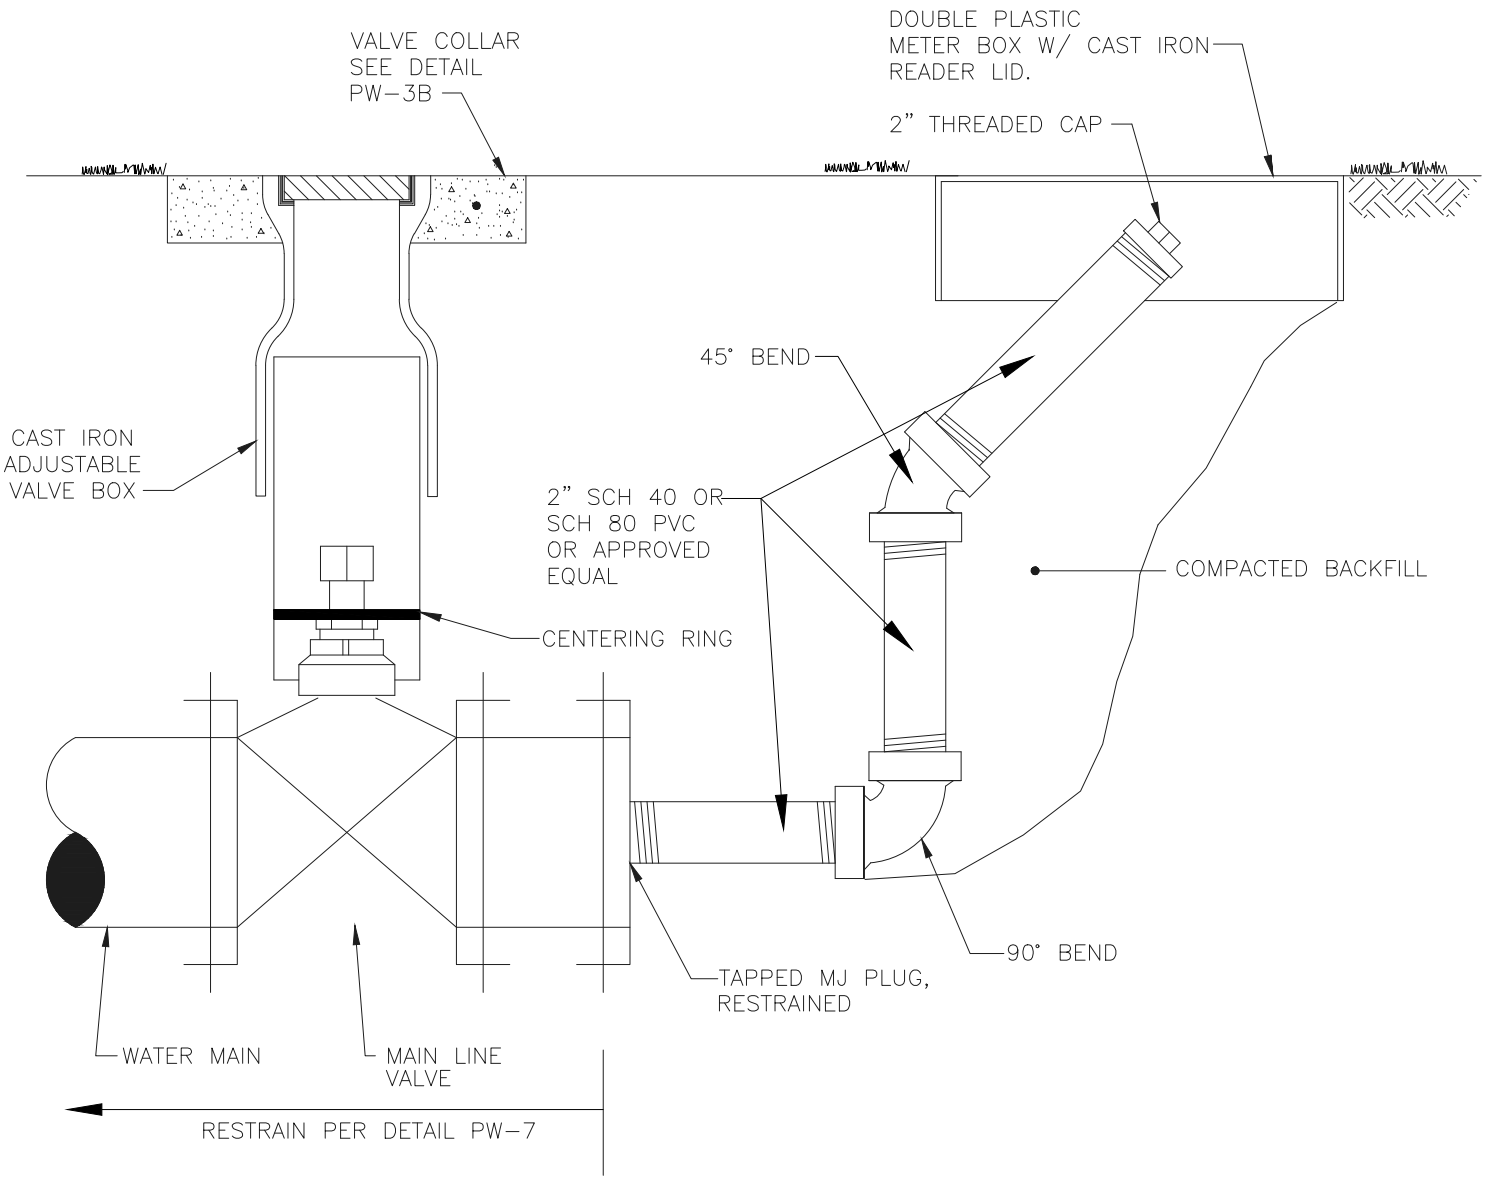 VALVE COLLAR
SEE DETAIL
PW-3B
DOUBLE PLASTIC
METER BOX W/ CAST IRON
READER LID.
2" THREADED CAP
45° BEND
CAST IRON
ADJUSTABLE
VALVE BOX
2" SCH 40 OR
SCH 80 PVC
OR APPROVED
EQUAL
COMPACTED BACKFILL
CENTERING RING
90° BEND
TAPPED MJ PLUG,
RESTRAINED
WATER MAIN
MAIN LINE
VALVE
RESTRAIN PER DETAIL PW-7